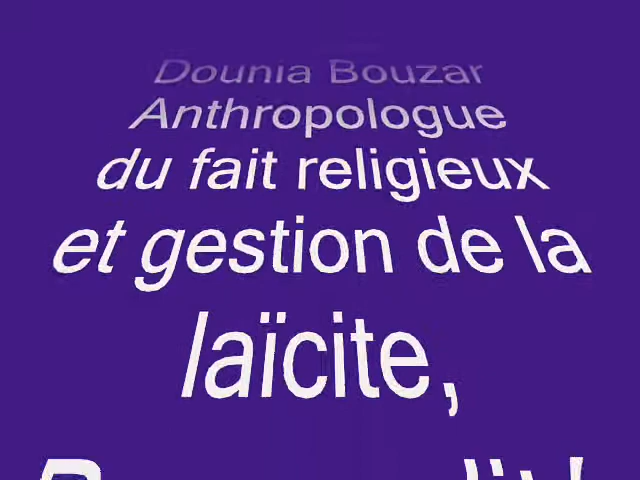 Dounia Bouzar
Anthropologue
du fait religieux
et gestion de la
laïcite,